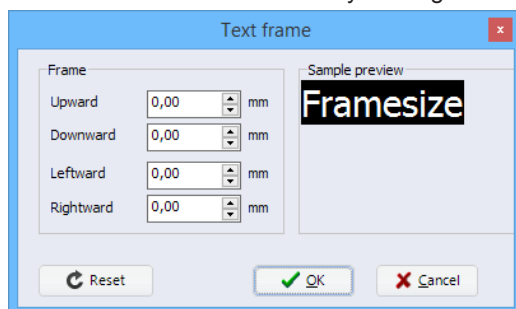 Text frame
x
Frame
Upward 0,00 mm
Downward 0,00 mm
Leftward 0,00 mm
Rightward 0,00 mm
Sample preview
Framesize
Reset
OK
Cancel